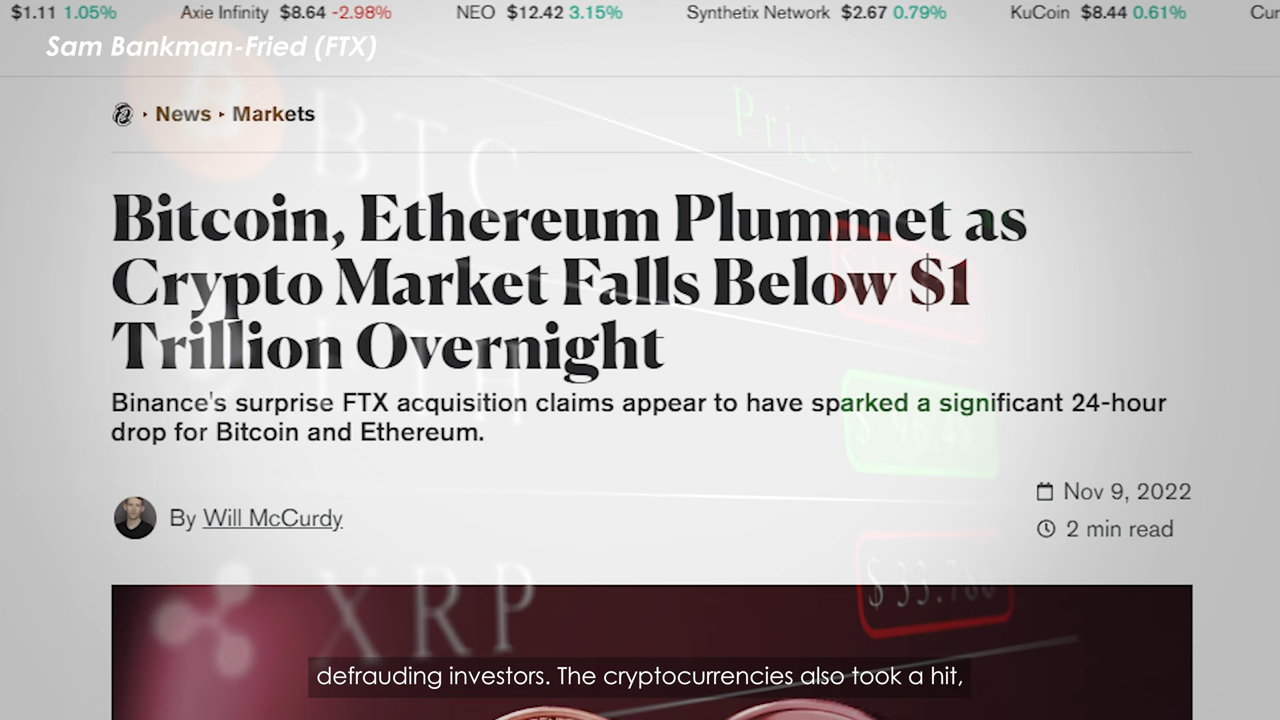 $1.11 1.05% Axie Infinity $8.64 -2.98% NEO $12.42 3.15% Synthetix Network $2.67 0.79% KuCoin $8.44 0.61% Cur
Sam Bankman-Fried (FTX)
News Markets
BTC
Bitcoin, Ethereum Plummet as
Crypto Market Falls Below $1
Trillion Overnight
Binance's surprise FTX acquisition claims appear to have sparked a significant 24-hour
drop for Bitcoin and Ethereum.
Nov 9, 2022
By Will McCurdy
2 min read
XRP
defrauding investors. The cryptocurrencies also took a hit,